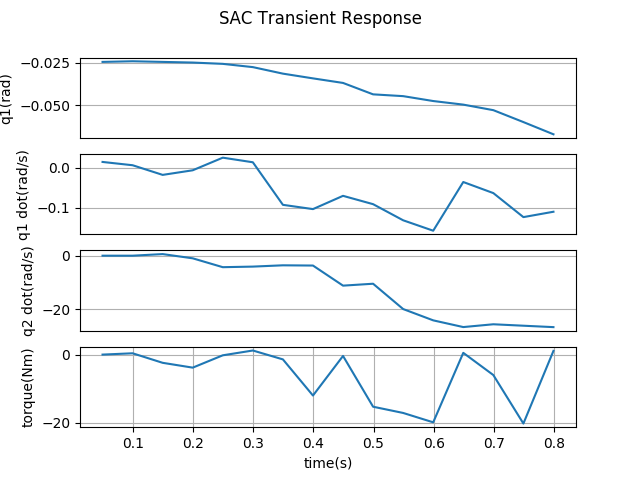 SAC Transient Response
q1(rad)
−0.025
−0.050
q1 dot(rad/s)
0.0
−0.1
q2 dot(rad/s)
0
−20
torque(Nm)
0
−20
0.1 0.2 0.3 0.4 0.5 0.6 0.7 0.8
time(s)